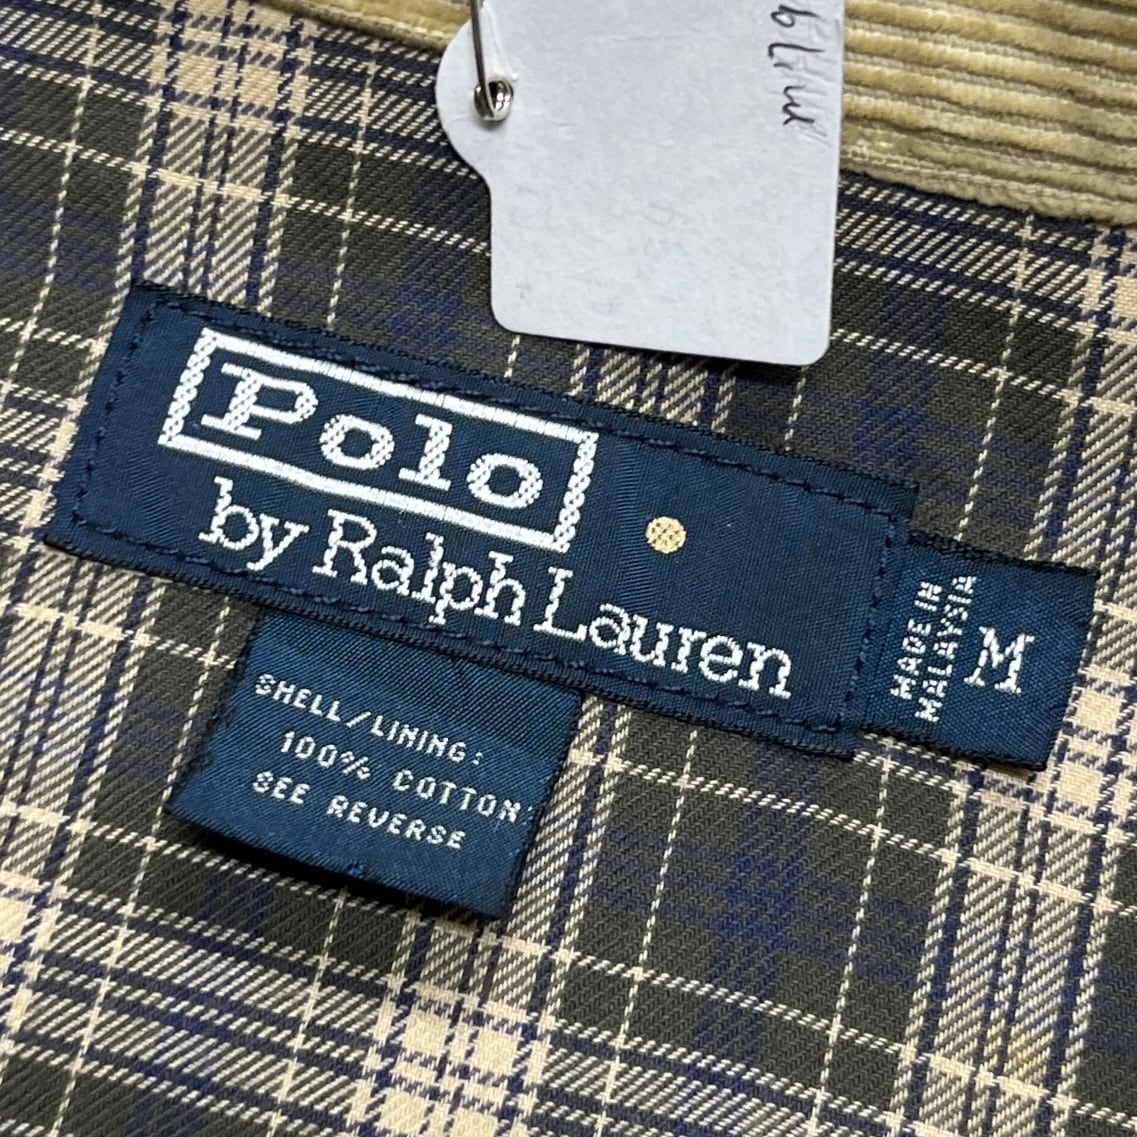 Polo
by Ralph Lauren
MADE IN
MALAYSIA
M
SHELL/LINING:
100% COTTON
SEE REVERSE